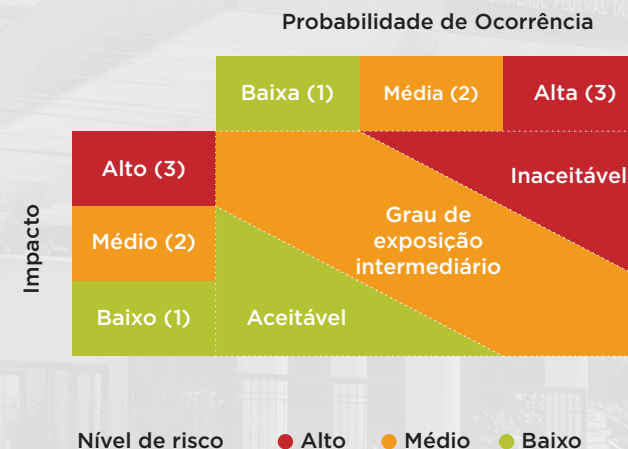 Probabilidade de Ocorrência
Baixa (1)
Média (2)
Alta (3)
Impacto
Alto (3)
Médio (2)
Baixo (1)
Inaceitável
Grau de
exposição
intermediário
Aceitável
Nível de risco
Alto
Médio
Baixo